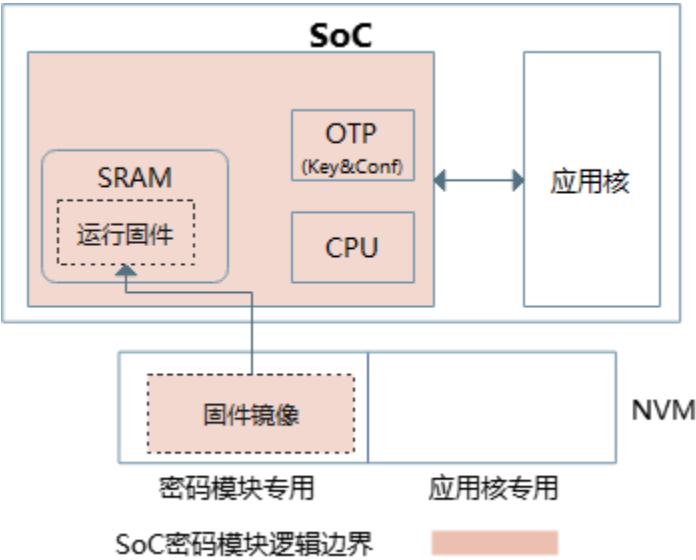 SoC
OTP
(Key&Conf)
SRAM
运行固件
CPU
应用核
固件镜像
NVM
密码模块专用
应用核专用
SoC密码模块逻辑边界